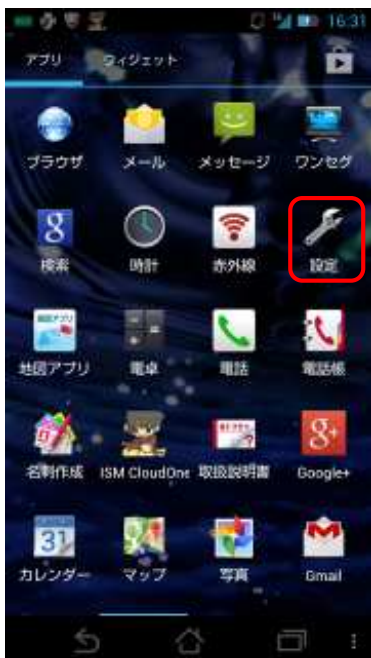 16:31
アプリ ウィジェット
ブラウザ メール メッセージ ワンセグ
8
検索 時計 赤外線 設定
地図アプリ 電卓 電話 電話帳
名刺作成 ISM CloudOne 取扱説明書 Google+
31
カレンダー マップ 写真 Gmail